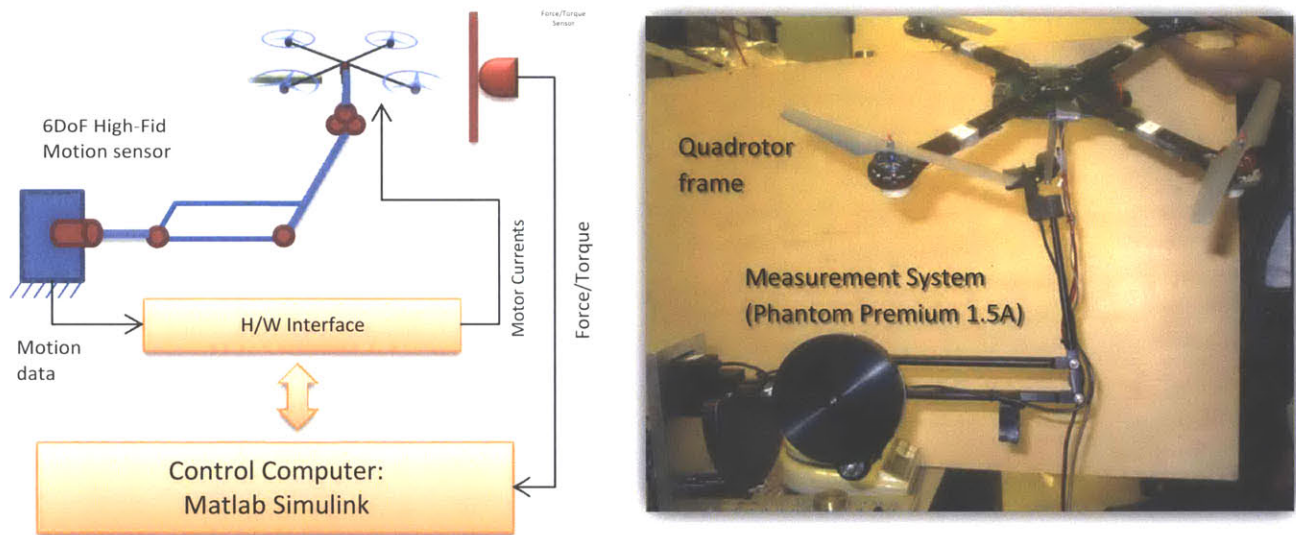 Force/Torque
Sensor
6DoF High-Fid
Motion sensor
Motor Currents
Force/Torque
H/W Interface
Motion
data
Control Computer:
Matlab Simulink
Quadrotor
frame
Measurement System
(Phantom Premium 1.5A)